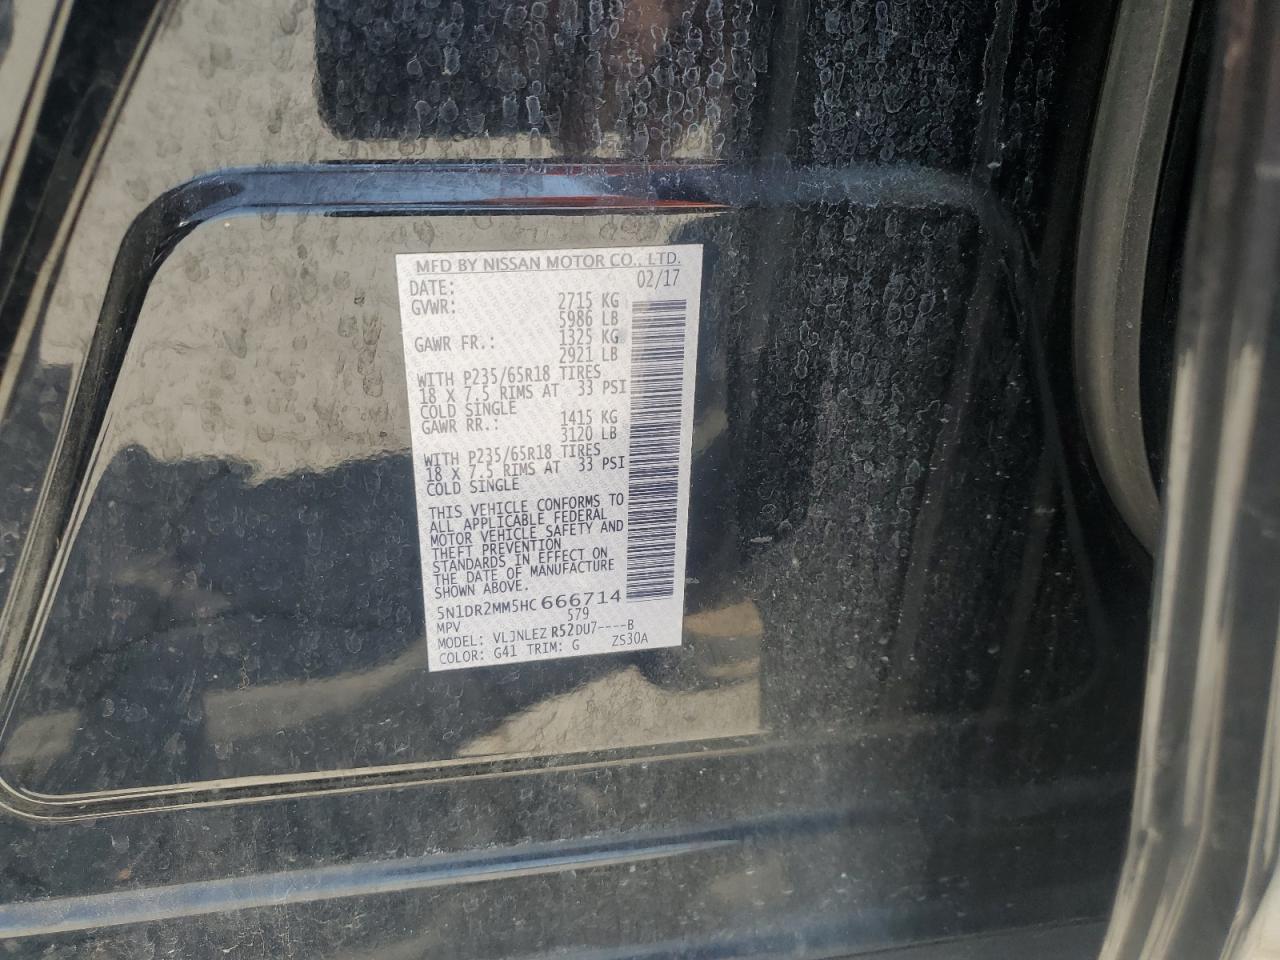 MFD BY NISSAN MOTOR CO., LTD.
DATE: 02/17
GVWR: 2715 KG
5986 LB
GAWR FR.: 1325 KG
2921 LB
WITH P235/65R18 TIRES
18 X 7.5 RIMS AT 33 PSI
COLD SINGLE
GAWR RR.: 1415 KG
3120 LB
WITH P235/65R18 TIRES
18 X 7.5 RIMS AT 33 PSI
COLD SINGLE
THIS VEHICLE CONFORMS TO
ALL APPLICABLE FEDERAL
MOTOR VEHICLE SAFETY AND
THEFT PREVENTION
STANDARDS IN EFFECT ON
THE DATE OF MANUFACTURE
SHOWN ABOVE.
5N1DR2MM5HC666714
MPV 579
MODEL: VLJNLEZ R52DU7----B
COLOR: G41 TRIM: G ZS30A